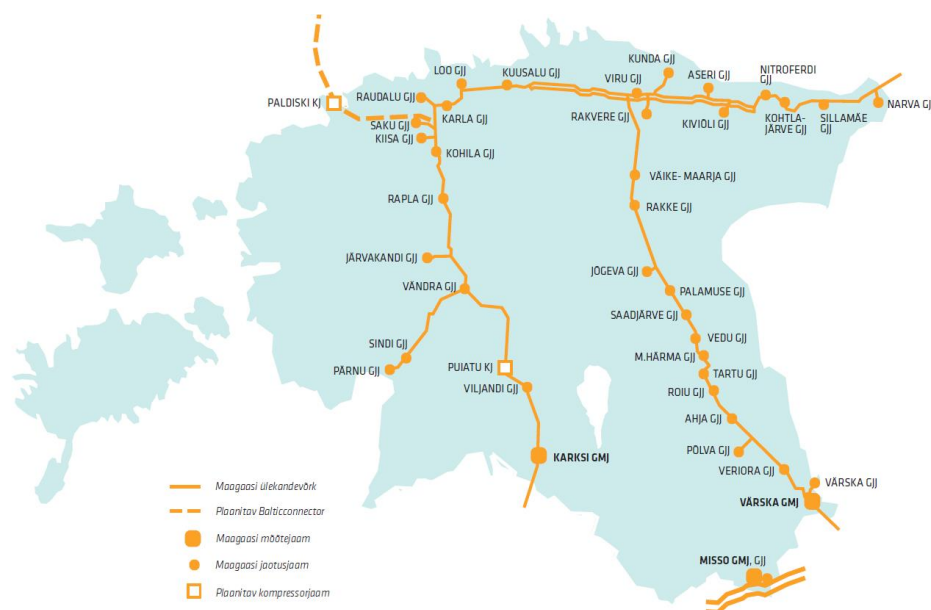 KUNDA GJJ
LOO GJJ
KUUSALU GJJ
VIRU GJJ
ASERI GJJ
NITROFERDI
GJJ
PALDISKI KJ
RAUDALU GJJ
KARLA GJJ
RAKVERE GJJ
KIVIÕLI GJJ
KOHTLA-
JÄRVE GJJ
SILLAMÄE
GJJ
NARVA GJ
SAKU GJJ
KIISA GJJ
KOHILA GJJ
VÄIKE- MAARJA GJJ
RAPLA GJJ
RAKKE GJJ
JÄRVAKANDI GJJ
JÕGEVA GJJ
VÄNDRA GJJ
PALAMUSE GJJ
SAADJÄRVE GJJ
SINDI GJJ
VEDU GJJ
M.HÄRMA GJJ
PÄRNU GJJ
PUIATU KJ
TARTU GJJ
VILJANDI GJJ
ROIU GJJ
AHJA GJJ
PÕLVA GJJ
KARKSI GMJ
VERIORA GJJ
VÄRSKA GJJ
VÄRSKA GMJ
MISSO GMJ, GJJ
Maagaasi ülekandevõrk
Plaanitav Balticconnector
Maagaasi mõõtejaam
Maagaasi jaotusjaam
Plaanitav kompressorjaam